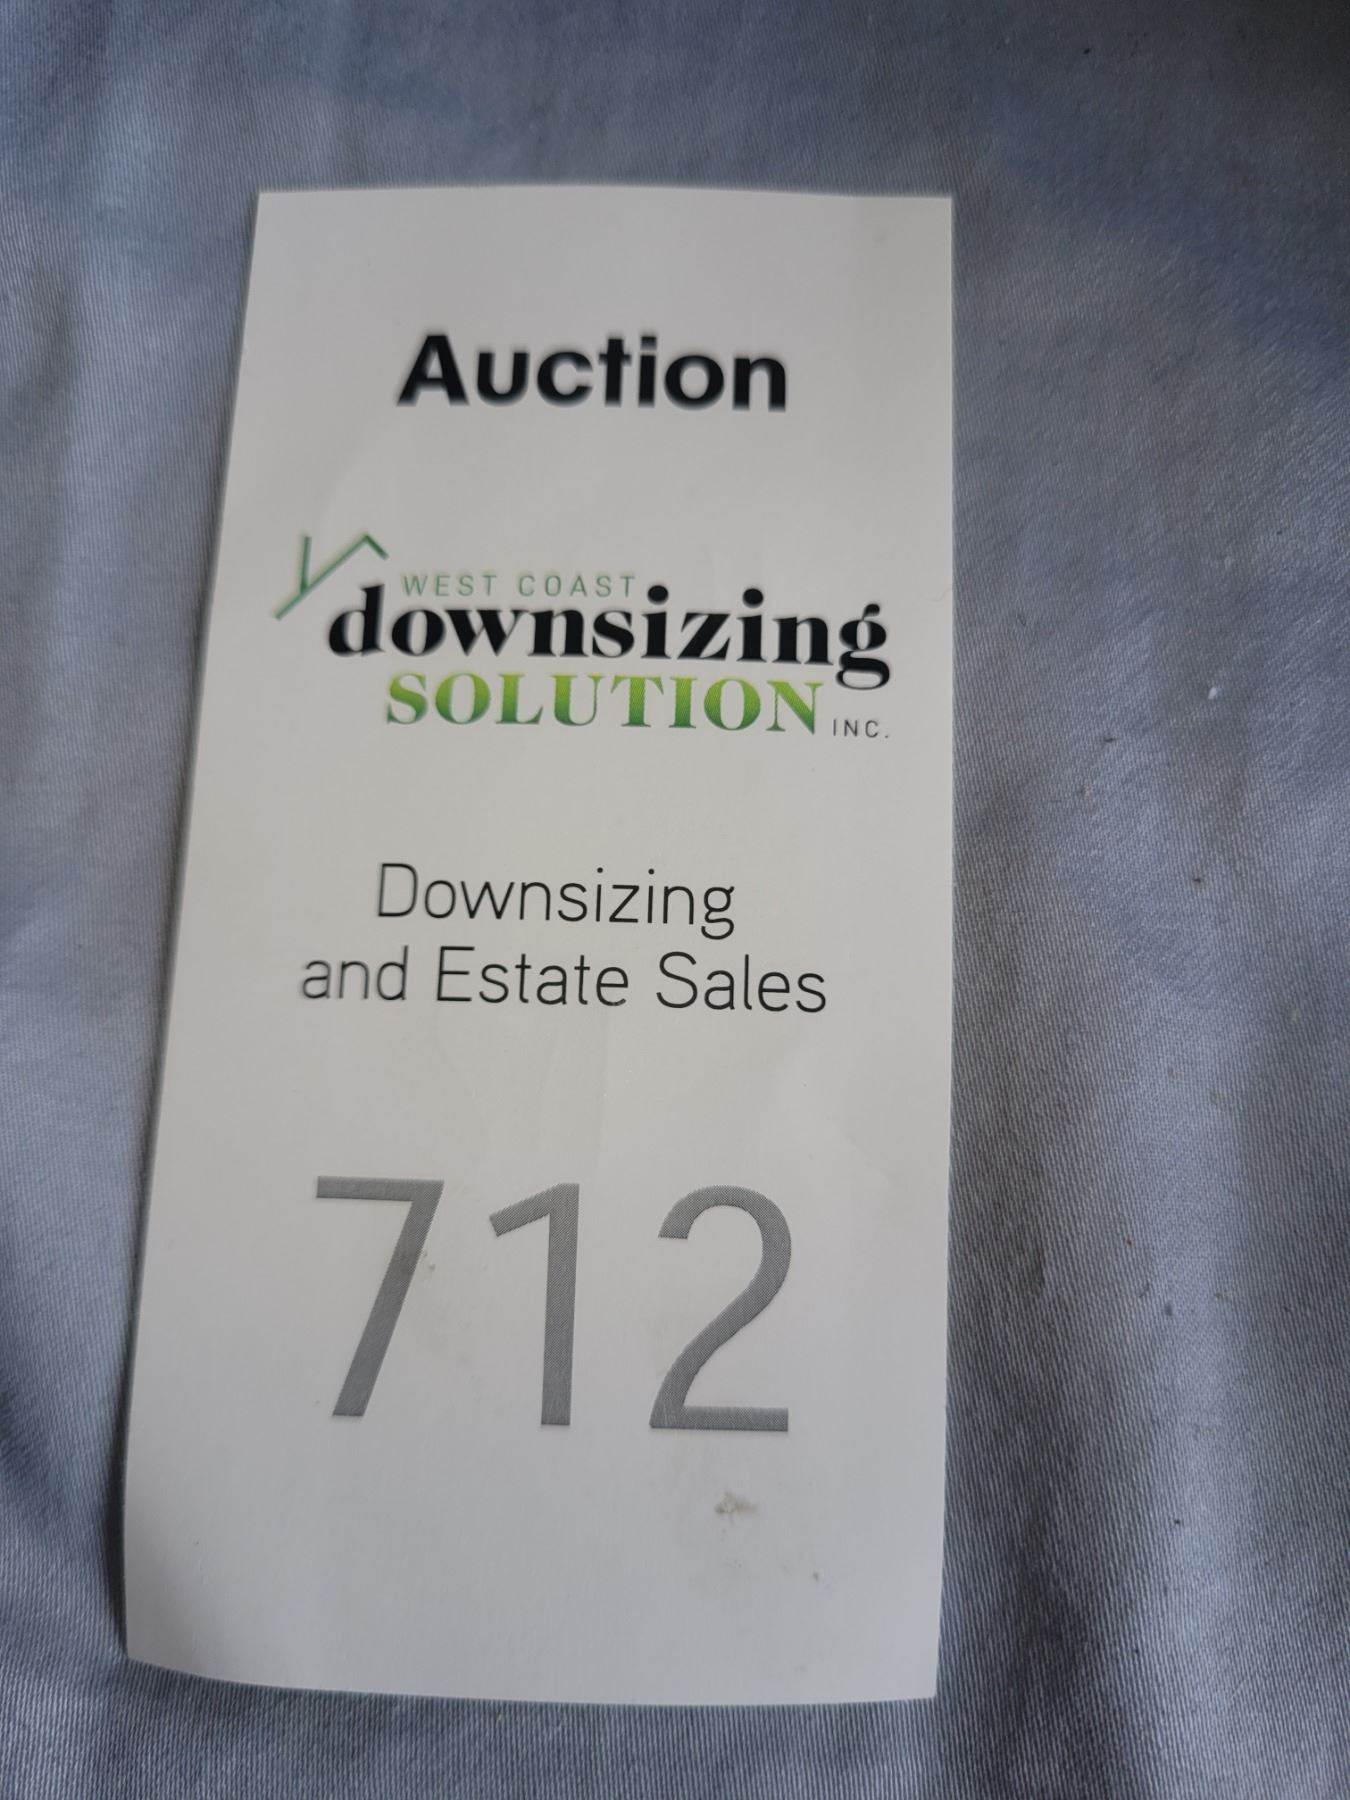 Auction
WEST COAST
downsizing
SOLUTION INC.
Downsizing
and Estate Sales
712